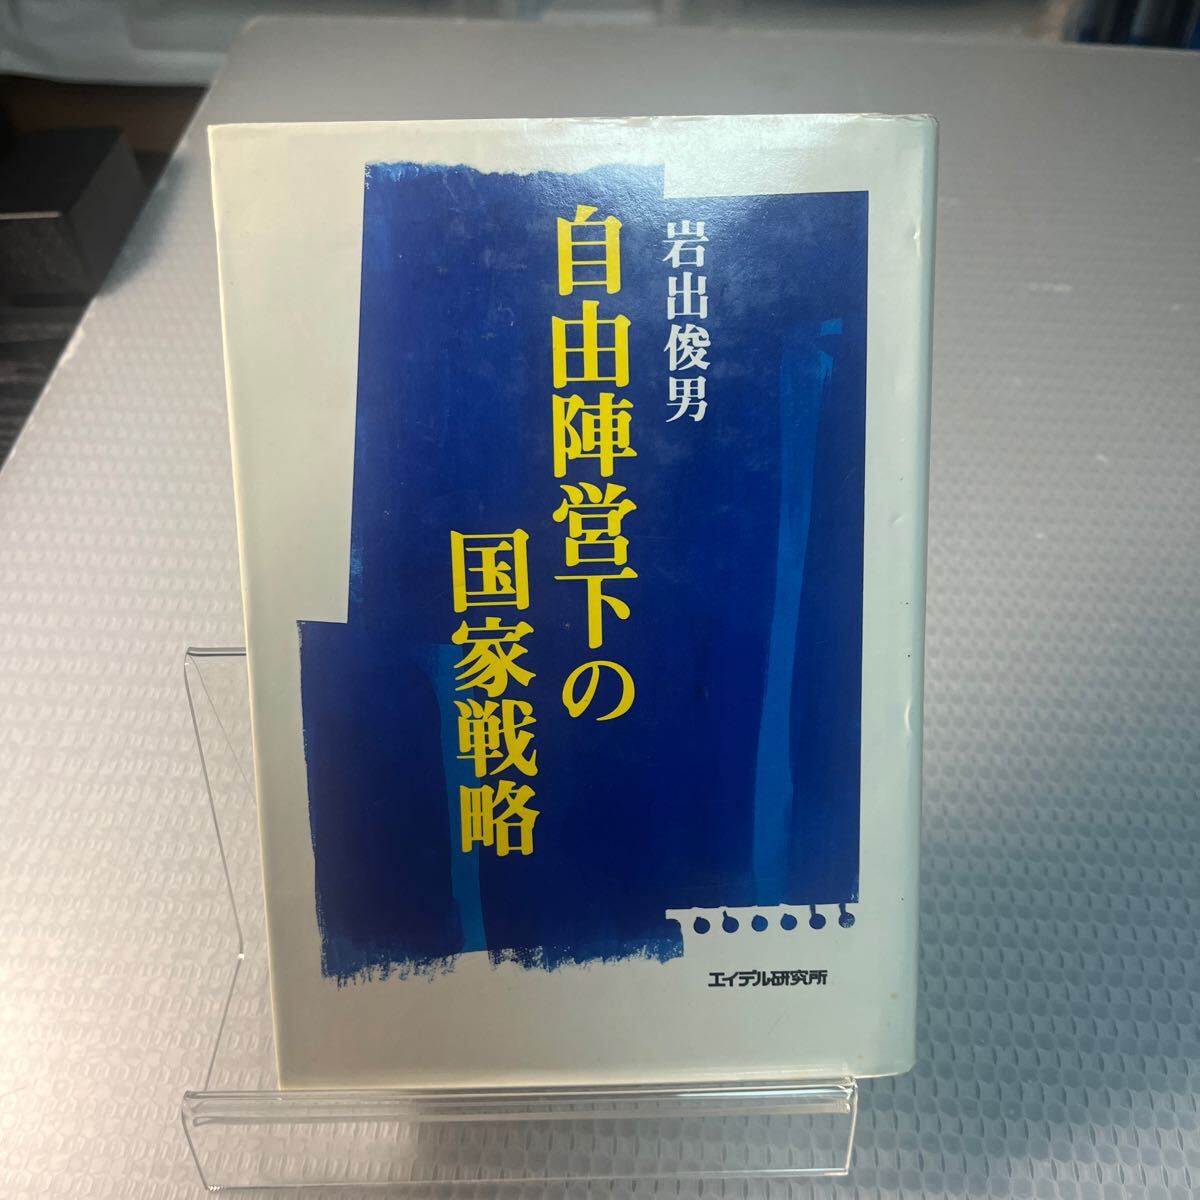 岩出俊男
自由陣営下の
国家戦略
エイデル研究所